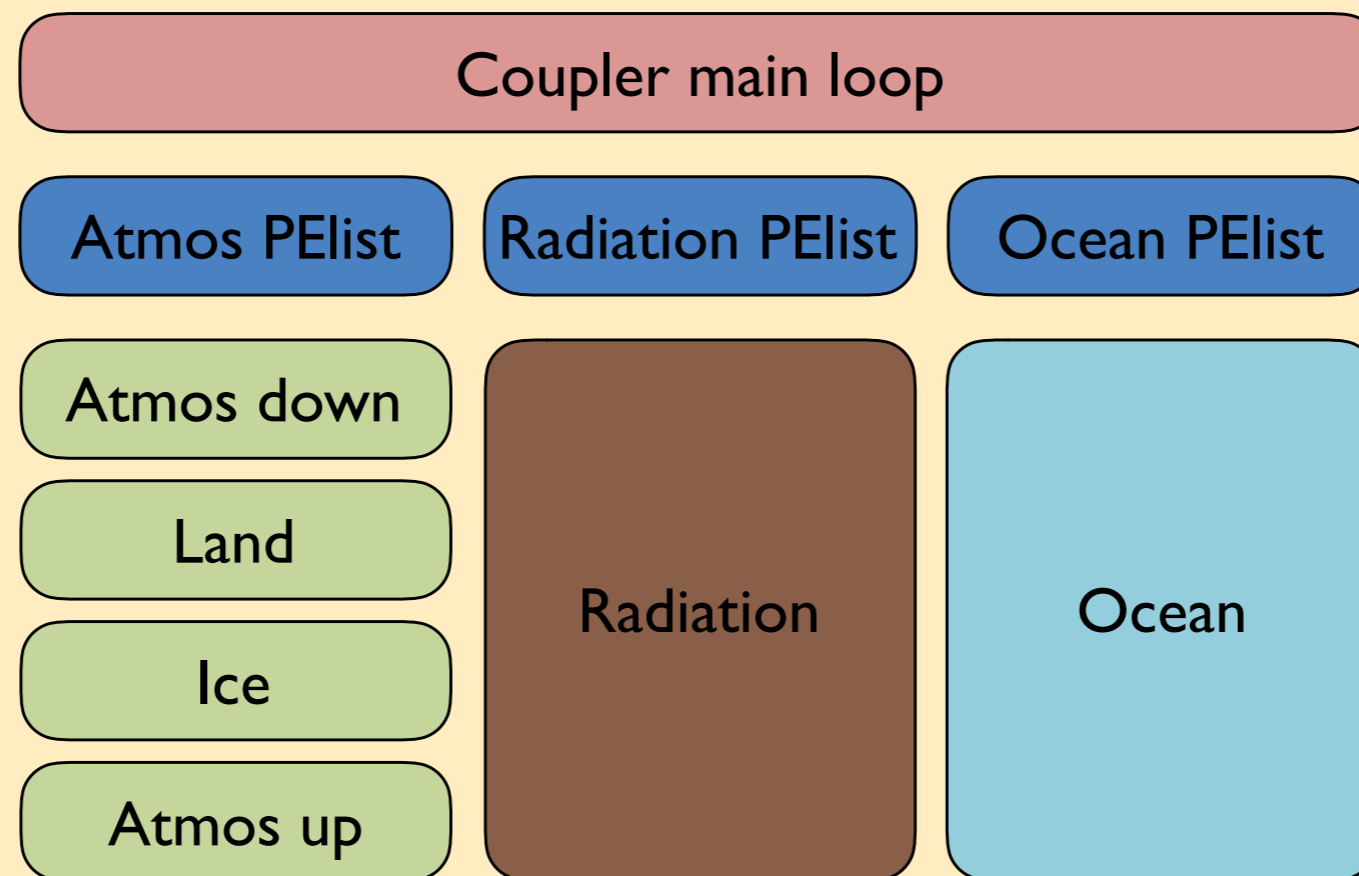 Coupler main loop
Atmos PElist
Radiation PElist
Ocean PElist
Atmos down
Land
Ice
Atmos up
Radiation
Ocean